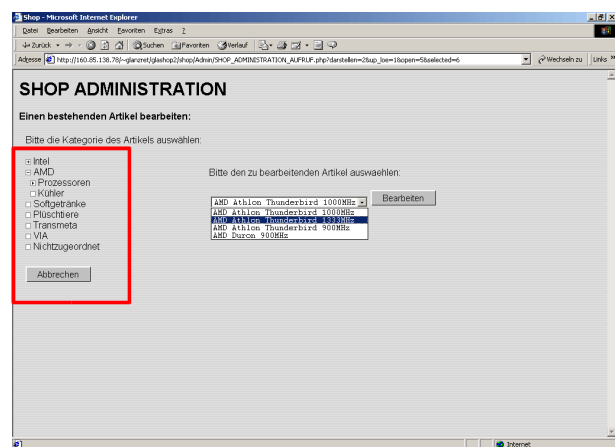 Shop - Microsoft Internet Explorer
Datei Bearbeiten Ansicht Favoriten Extras ?
Zurück Suchen Favoriten Verlauf
Adresse http://160.85.138.78/~glanzret/glashop2/shop/Admin/SHOP_ADMINISTRATION_AUFRUF.php?darstellen=2&up_loe=1&open=5&selected=6 Wechseln zu Links
SHOP ADMINISTRATION
Einen bestehenden Artikel bearbeiten:
Bitte die Kategorie des Artikels auswählen:
Intel
AMD
Prozessoren
Kühler
Softgetränke
Plüschtiere
Transmeta
VIA
Nichtzugeordnet
Abbrechen
Bitte den zu bearbeitenden Artikel auswaehlen:
AMD Athlon Thunderbird 1000MHz Bearbeiten
AMD Athlon Thunderbird 1000MHz
AMD Athlon Thunderbird 1333MHz
AMD Athlon Thunderbird 900MHz
AMD Duron 900MHz
Internet